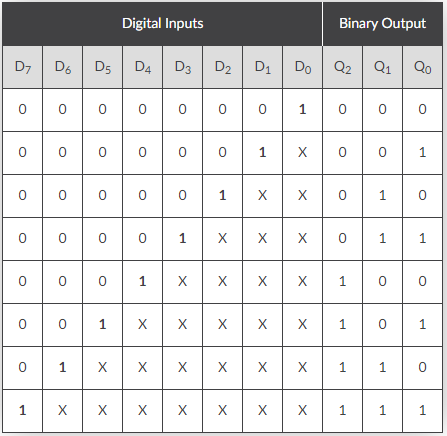 Digital Inputs Binary Output
D₇ D₆ D₅ D₄ D₃ D₂ D₁ D₀ Q₂ Q₁ Q₀
0 0 0 0 0 0 0 1 0 0 0
0 0 0 0 0 0 1 X 0 0 1
0 0 0 0 0 1 X X 0 1 0
0 0 0 0 1 X X X 0 1 1
0 0 0 1 X X X X 1 0 0
0 0 1 X X X X X 1 0 1
0 1 X X X X X X 1 1 0
1 X X X X X X X 1 1 1